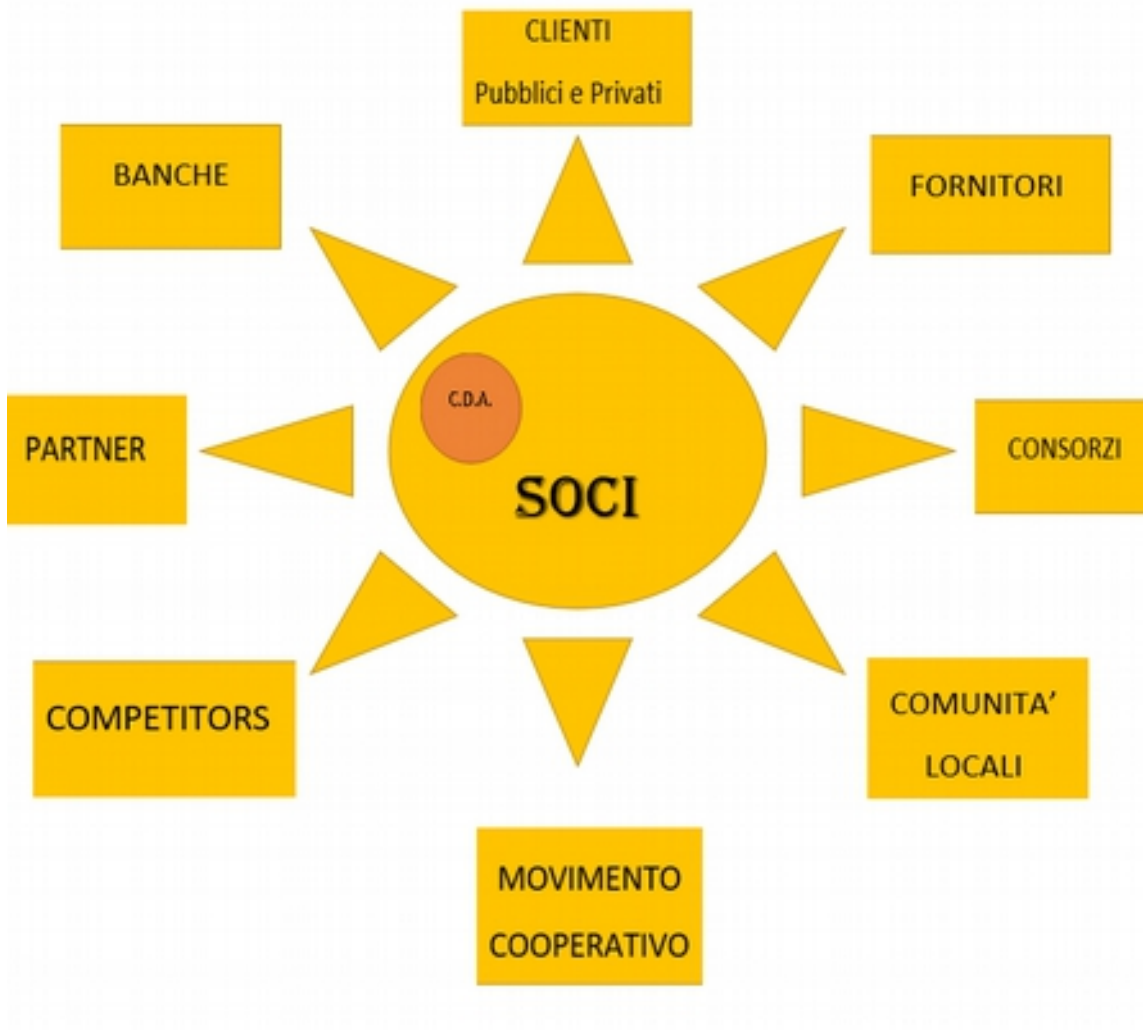 CLIENTI
Pubblici e Privati
BANCHE
FORNITORI
C.D.A.
SOCI
PARTNER
CONSORZI
COMPETITORS
COMUNITA’
LOCALI
MOVIMENTO
COOPERATIVO